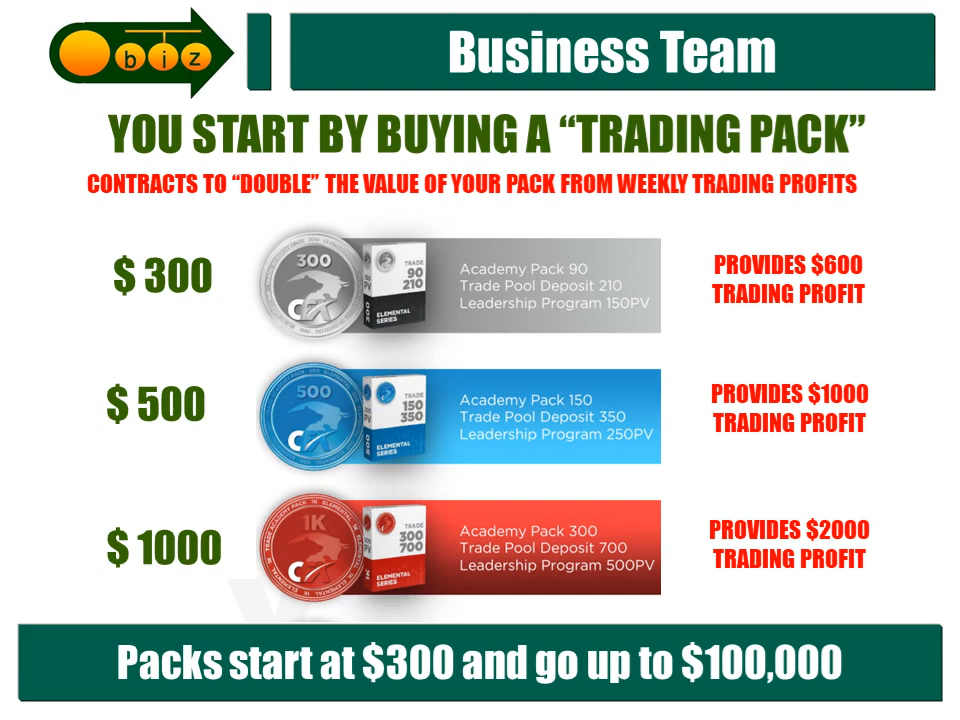 biz
Business Team
YOU START BY BUYING A “TRADING PACK”
CONTRACTS TO “DOUBLE” THE VALUE OF YOUR PACK FROM WEEKLY TRADING PROFITS
$ 300
300
TRADE
90
210
300
ELEMENTAL
SERIES
Academy Pack 90
Trade Pool Deposit 210
Leadership Program 150PV
PROVIDES $600
TRADING PROFIT
$ 500
500
TRADE
150
350
500
ELEMENTAL
SERIES
Academy Pack 150
Trade Pool Deposit 350
Leadership Program 250PV
PROVIDES $1000
TRADING PROFIT
$ 1000
1K
TRADE
300
700
1K
ELEMENTAL
SERIES
Academy Pack 300
Trade Pool Deposit 700
Leadership Program 500PV
PROVIDES $2000
TRADING PROFIT
Packs start at $300 and go up to $100,000